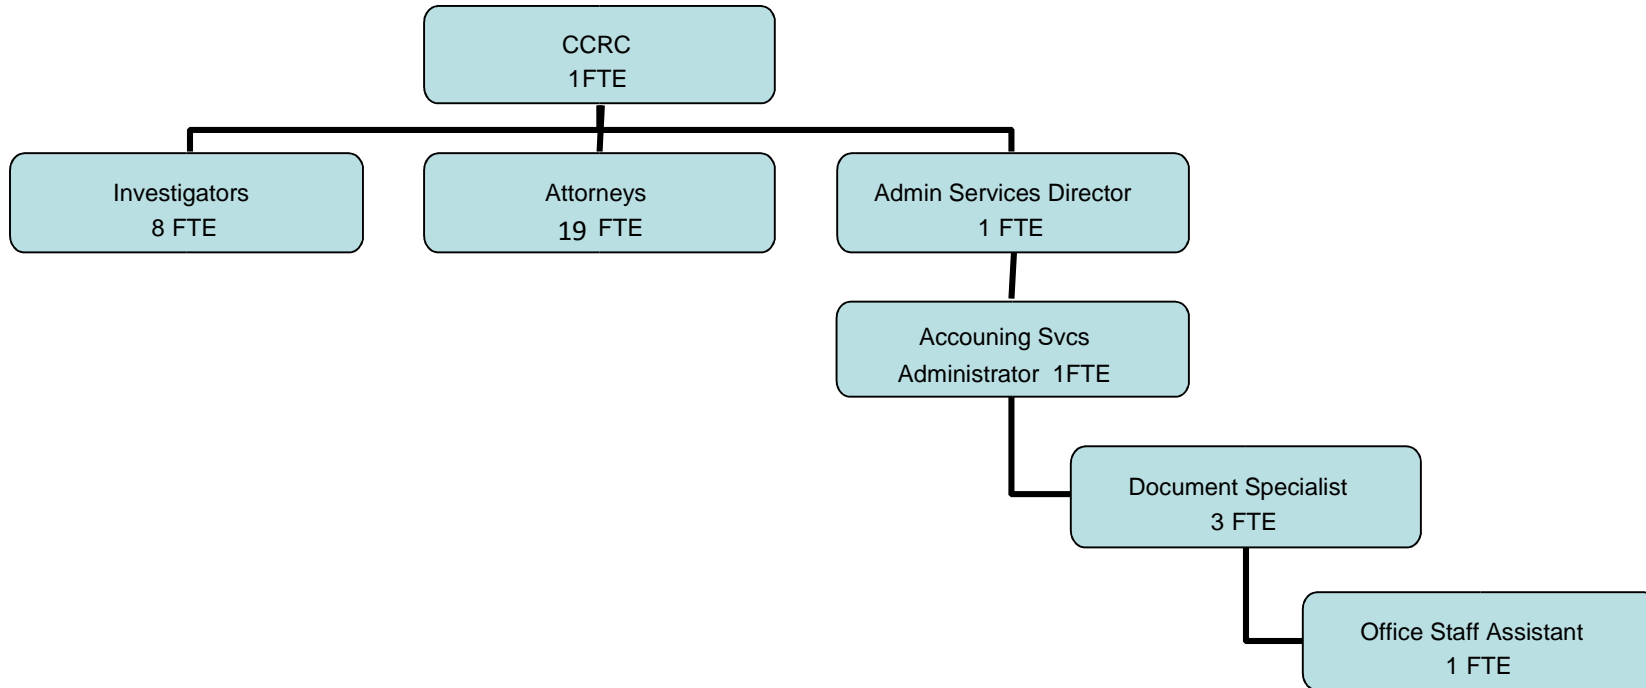 CCRC
1FTE
Investigators
8 FTE
Attorneys
19 FTE
Admin Services Director
1 FTE
Accouning Svcs
Administrator 1FTE
Document Specialist
3 FTE
Office Staff Assistant
1 FTE